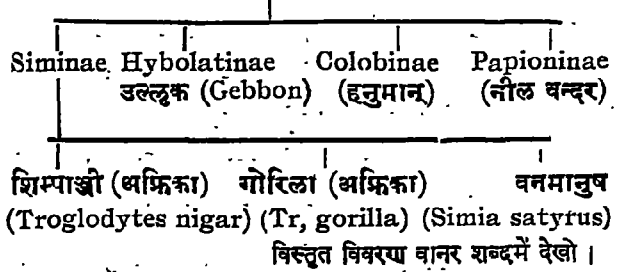 Siminae. Hybolatinae Colobinae Papioninae
उल्लुक (Gebbon) (हनुमान्) (नील बन्दर)
शिम्पाञ्जी (अफ्रिका) गोरिला (अफ्रिका) वनमानुष
(Troglodytes nigar) (Tr, gorilla) (Simia satyrus)
विस्तृत विवरण वानर शब्दमें देखो ।